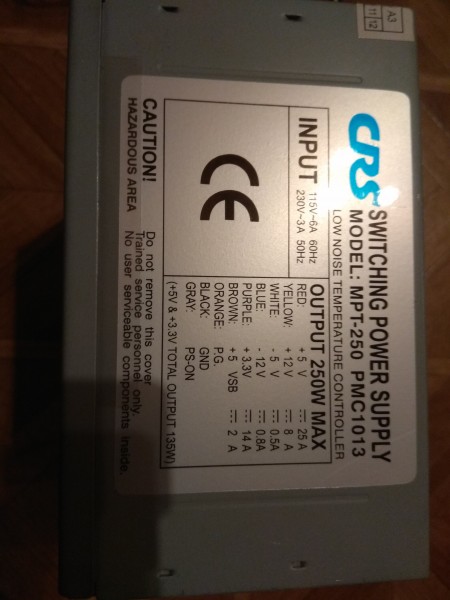 CRS
SWITCHING POWER SUPPLY
MODEL: MPT-250 PMC1013
LOW NOISE TEMPERATURE CONTROLLER
INPUT 115V~6A 60Hz
230V~3A 50Hz
CE
OUTPUT 250W MAX
RED: + 5 V ⎓ 25 A
YELLOW: + 12 V ⎓ 8 A
WHITE: - 5 V ⎓ 0.5A
BLUE: - 12 V ⎓ 0.8A
PURPLE: + 3.3V ⎓ 14 A
BROWN: + 5 VSB ⎓ 2 A
ORANGE: P.G.
BLACK: GND
GRAY: PS-ON
(+5V & +3.3V TOTAL OUTPUT 135W)
CAUTION!
HAZARDOUS AREA
Do not remove this cover
Trained service personnel only.
No user serviceable components inside.
A3
11 12